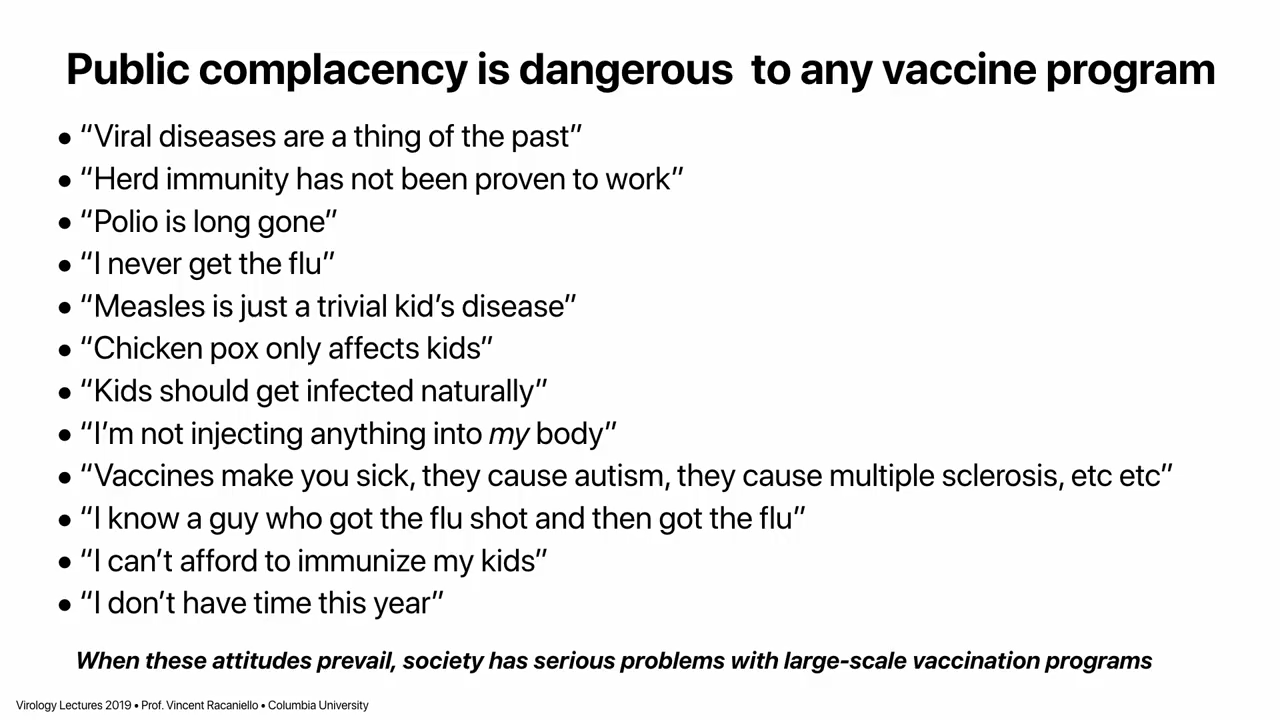 Public complacency is dangerous  to any vaccine program
• “Viral diseases are a thing of the past”
• “Herd immunity has not been proven to work”
• “Polio is long gone”
• “I never get the flu”
• “Measles is just a trivial kid’s disease”
• “Chicken pox only affects kids”
• “Kids should get infected naturally”
• “I’m not injecting anything into my body”
• “Vaccines make you sick, they cause autism, they cause multiple sclerosis, etc etc”
• “I know a guy who got the flu shot and then got the flu”
• “I can’t afford to immunize my kids”
• “I don’t have time this year”
When these attitudes prevail, society has serious problems with large-scale vaccination programs
Virology Lectures 2019 • Prof. Vincent Racaniello • Columbia University